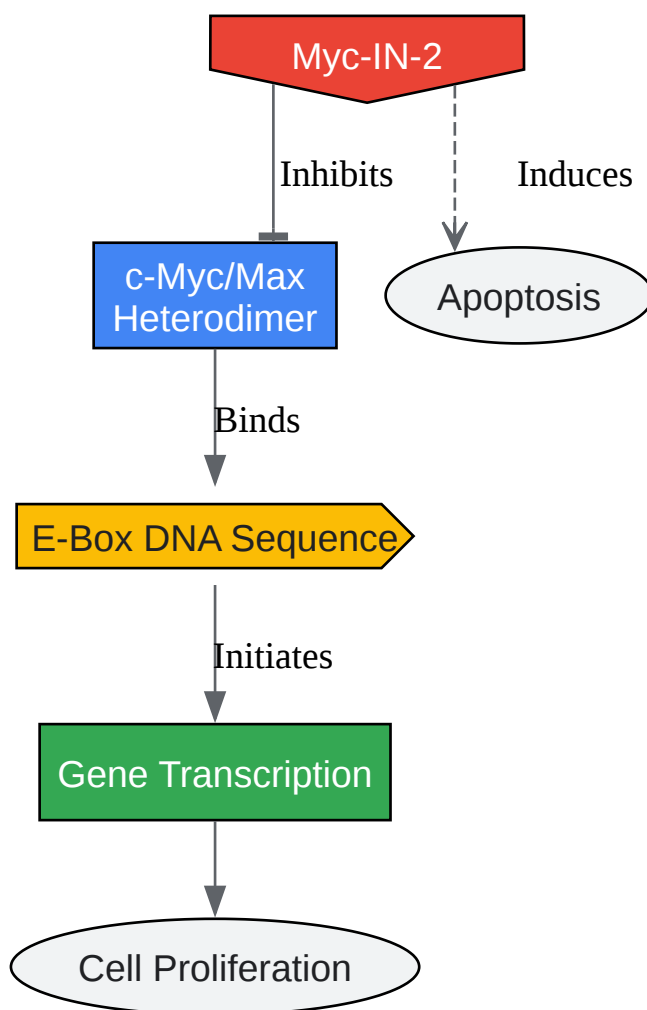 Myc-IN-2
Inhibits
Induces
c-Myc/Max
Heterodimer
Apoptosis
Binds
E-Box DNA Sequence
Initiates
Gene Transcription
Cell Proliferation